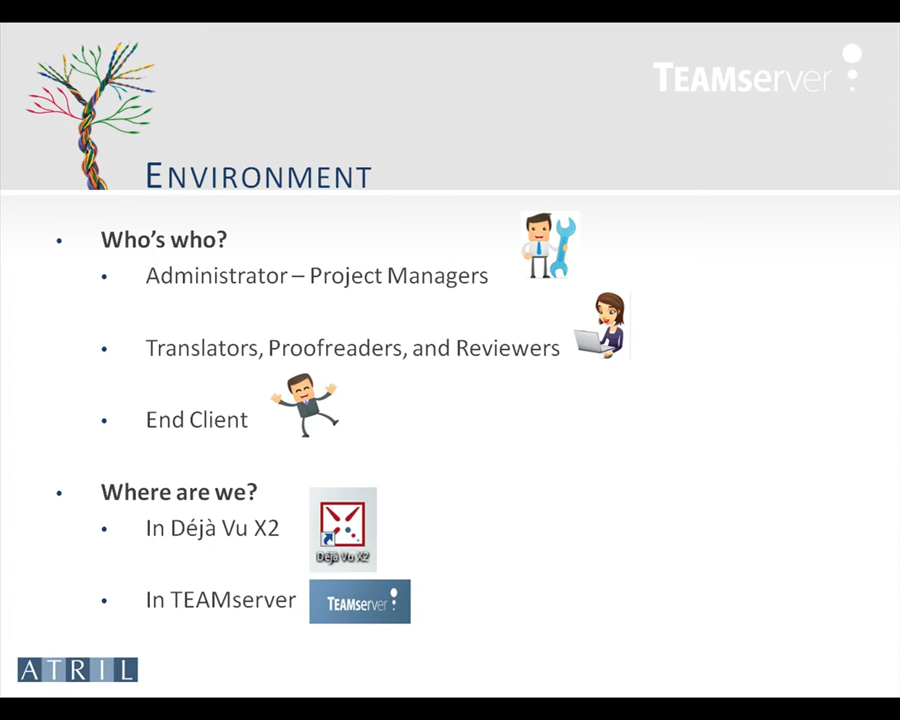 TEAMserver
ENVIRONMENT
• Who's who?
• Administrator – Project Managers
• Translators, Proofreaders, and Reviewers
• End Client
• Where are we?
• In Déjà Vu X2
Déjà Vu X2
• In TEAMserver
TEAMserver
ATRIL